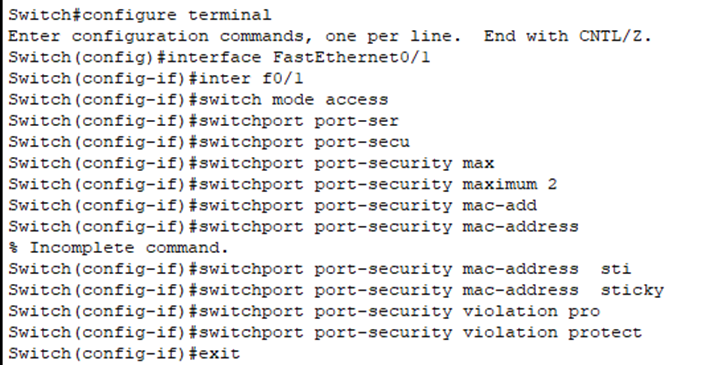 Switch#configure terminal
Enter configuration commands, one per line.  End with CNTL/Z.
Switch(config)#interface FastEthernet0/1
Switch(config-if)#inter f0/1
Switch(config-if)#switch mode access
Switch(config-if)#switchport port-ser
Switch(config-if)#switchport port-secu
Switch(config-if)#switchport port-security max
Switch(config-if)#switchport port-security maximum 2
Switch(config-if)#switchport port-security mac-add
Switch(config-if)#switchport port-security mac-address
% Incomplete command.
Switch(config-if)#switchport port-security mac-address  sti
Switch(config-if)#switchport port-security mac-address  sticky
Switch(config-if)#switchport port-security violation pro
Switch(config-if)#switchport port-security violation protect
Switch(config-if)#exit